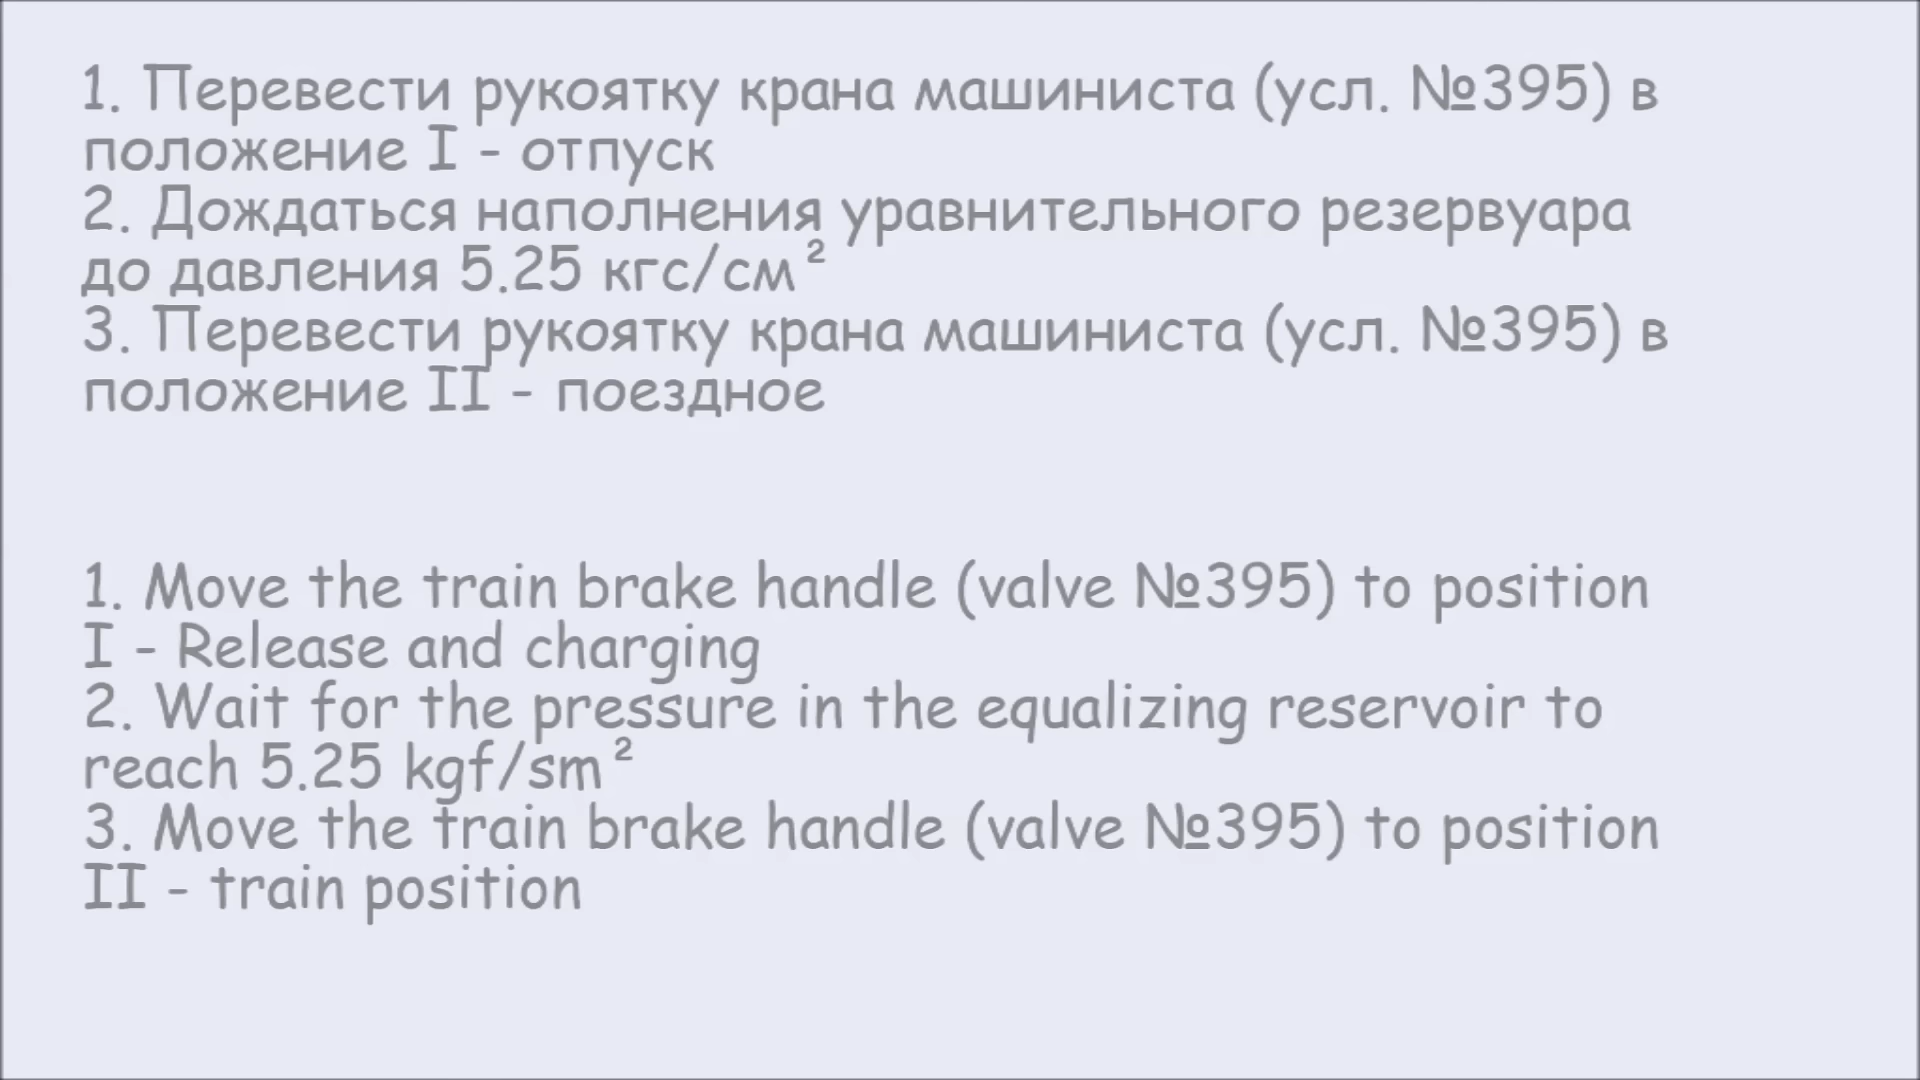 1. Перевести рукоятку крана машиниста (усл. №395) в
положение I - отпуск
2. Дождаться наполнения уравнительного резервуара
до давления 5.25 кгс/см²
3. Перевести рукоятку крана машиниста (усл. №395) в
положение II - поездное
1. Move the train brake handle (valve №395) to position
I - Release and charging
2. Wait for the pressure in the equalizing reservoir to
reach 5.25 kgf/sm²
3. Move the train brake handle (valve №395) to position
II - train position